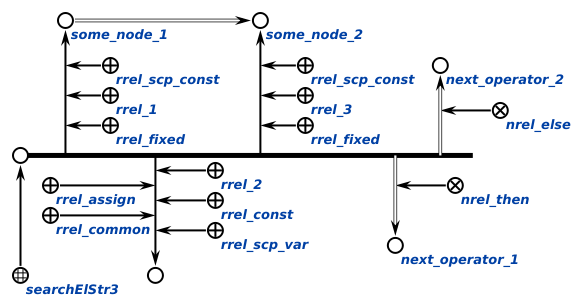 some_node_1
some_node_2
rrel_scp_const
rrel_scp_const
next_operator_2
rrel_1
rrel_3
nrel_else
rrel_fixed
rrel_fixed
rrel_2
rrel_assign
nrel_then
rrel_const
rrel_common
rrel_scp_var
next_operator_1
searchElStr3